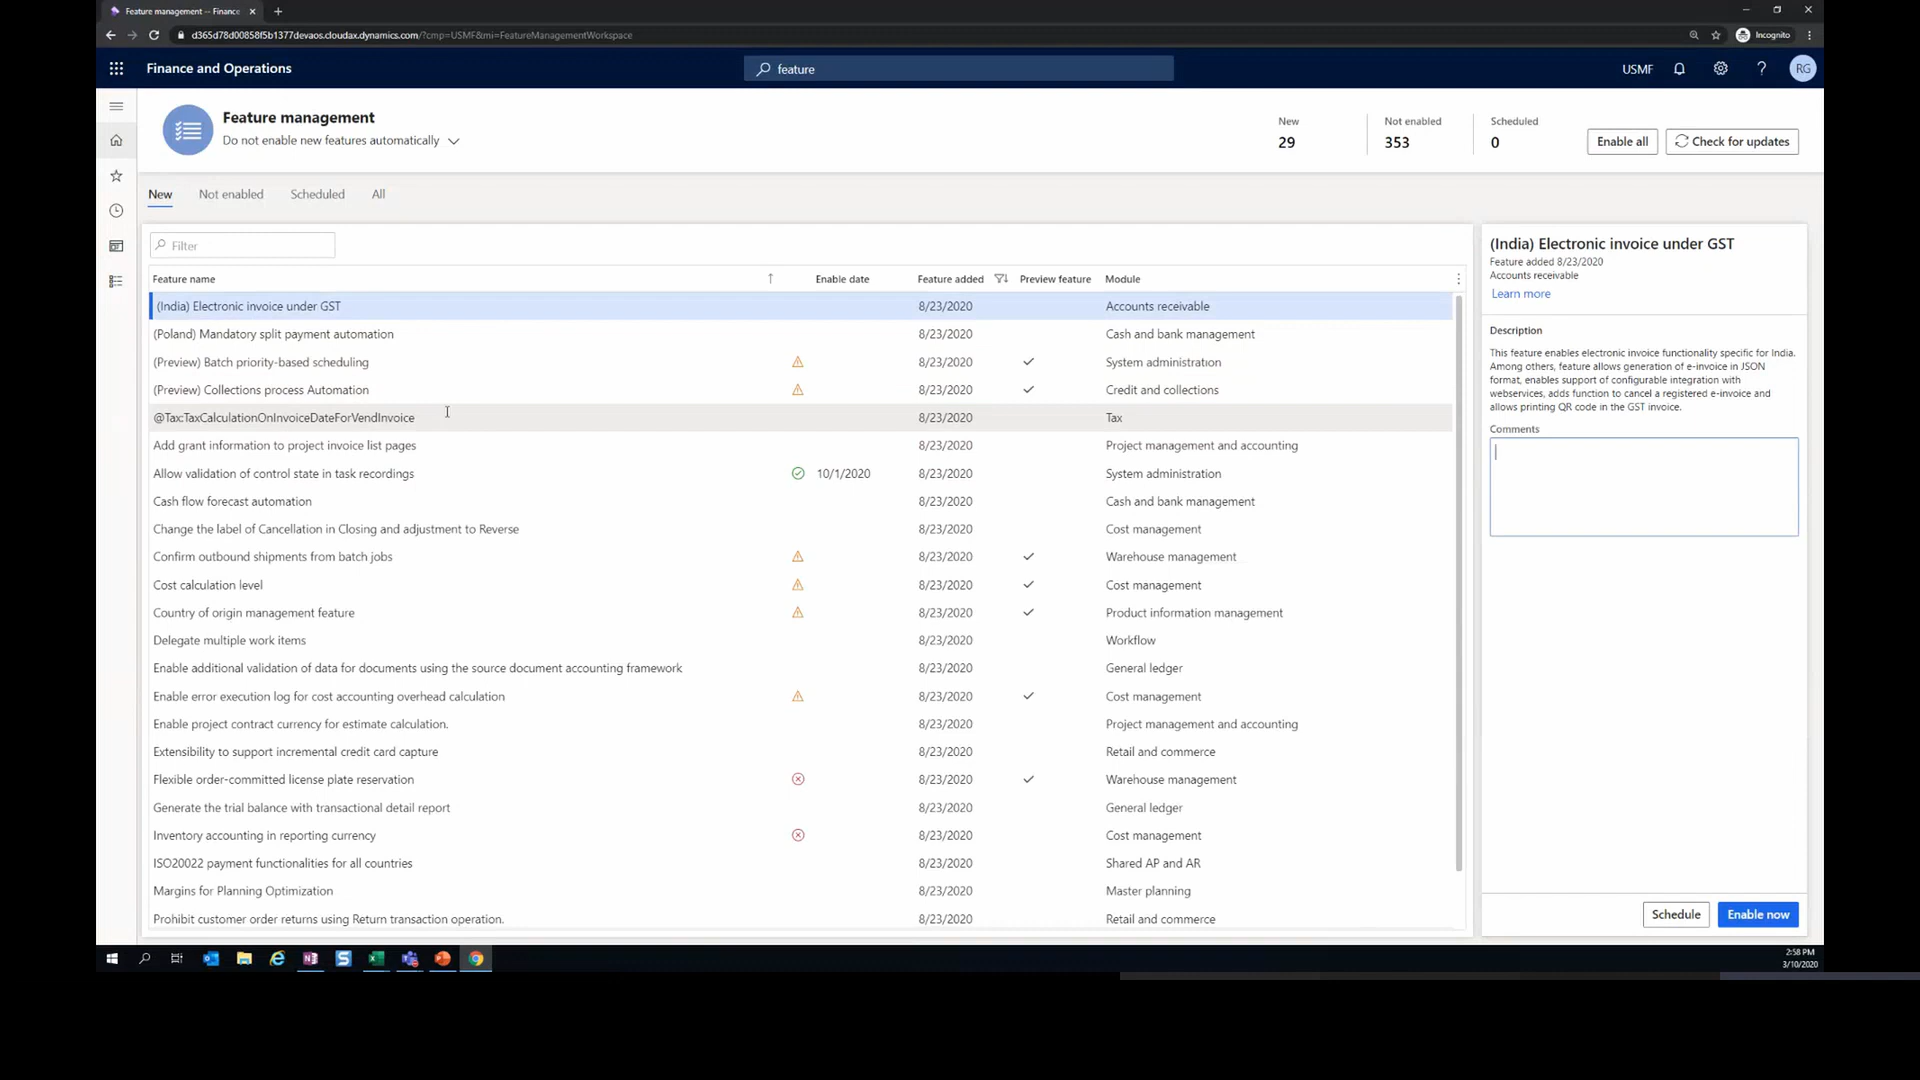 Feature management -- Finance
d365d78d00858f5b1377devaos.cloudax.dynamics.com/?cmp=USMF&mi=FeatureManagementWorkspace
Incognito
Finance and Operations
feature
USMF
RG
Feature management
Do not enable new features automatically
New
29
Not enabled
353
Scheduled
0
Enable all
Check for updates
New Not enabled Scheduled All
Filter
Feature name Enable date Feature added Preview feature Module
(India) Electronic invoice under GST 8/23/2020 Accounts receivable
(Poland) Mandatory split payment automation 8/23/2020 Cash and bank management
(Preview) Batch priority-based scheduling 8/23/2020 System administration
(Preview) Collections process Automation 8/23/2020 Credit and collections
@Tax:TaxCalculationOnInvoiceDateForVendInvoice 8/23/2020 Tax
Add grant information to project invoice list pages 8/23/2020 Project management and accounting
Allow validation of control state in task recordings 10/1/2020 8/23/2020 System administration
Cash flow forecast automation 8/23/2020 Cash and bank management
Change the label of Cancellation in Closing and adjustment to Reverse 8/23/2020 Cost management
Confirm outbound shipments from batch jobs 8/23/2020 Warehouse management
Cost calculation level 8/23/2020 Cost management
Country of origin management feature 8/23/2020 Product information management
Delegate multiple work items 8/23/2020 Workflow
Enable additional validation of data for documents using the source document accounting framework 8/23/2020 General ledger
Enable error execution log for cost accounting overhead calculation 8/23/2020 Cost management
Enable project contract currency for estimate calculation. 8/23/2020 Project management and accounting
Extensibility to support incremental credit card capture 8/23/2020 Retail and commerce
Flexible order-committed license plate reservation 8/23/2020 Warehouse management
Generate the trial balance with transactional detail report 8/23/2020 General ledger
Inventory accounting in reporting currency 8/23/2020 Cost management
ISO20022 payment functionalities for all countries 8/23/2020 Shared AP and AR
Margins for Planning Optimization 8/23/2020 Master planning
Prohibit customer order returns using Return transaction operation. 8/23/2020 Retail and commerce
(India) Electronic invoice under GST
Feature added 8/23/2020
Accounts receivable
Learn more
Description
This feature enables electronic invoice functionality specific for India.
Among others, feature allows generation of e-invoice in JSON
format, enables support of configurable integration with
webservices, adds function to cancel a registered e-invoice and
allows printing QR code in the GST invoice.
Comments
Schedule
Enable now
2:58 PM
3/10/2020